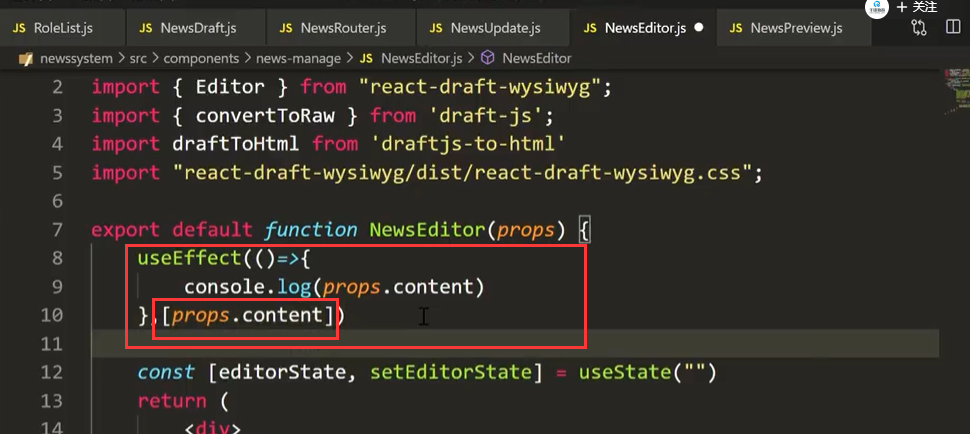 + 关注
JS RoleList.js
JS NewsDraft.js
JS NewsRouter.js
JS NewsUpdate.js
JS NewsEditor.js
JS NewsPreview.js
newssystem > src > components > news-manage > JS NewsEditor.js > NewsEditor
2 import { Editor } from "react-draft-wysiwyg";
3 import { convertToRaw } from 'draft-js';
4 import draftToHtml from 'draftjs-to-html'
5 import "react-draft-wysiwyg/dist/react-draft-wysiwyg.css";
6
7 export default function NewsEditor(props) {
8 useEffect(()=>{
9 console.log(props.content)
10 },[props.content])
11
12 const [editorState, setEditorState] = useState("")
13 return (
14 <div>